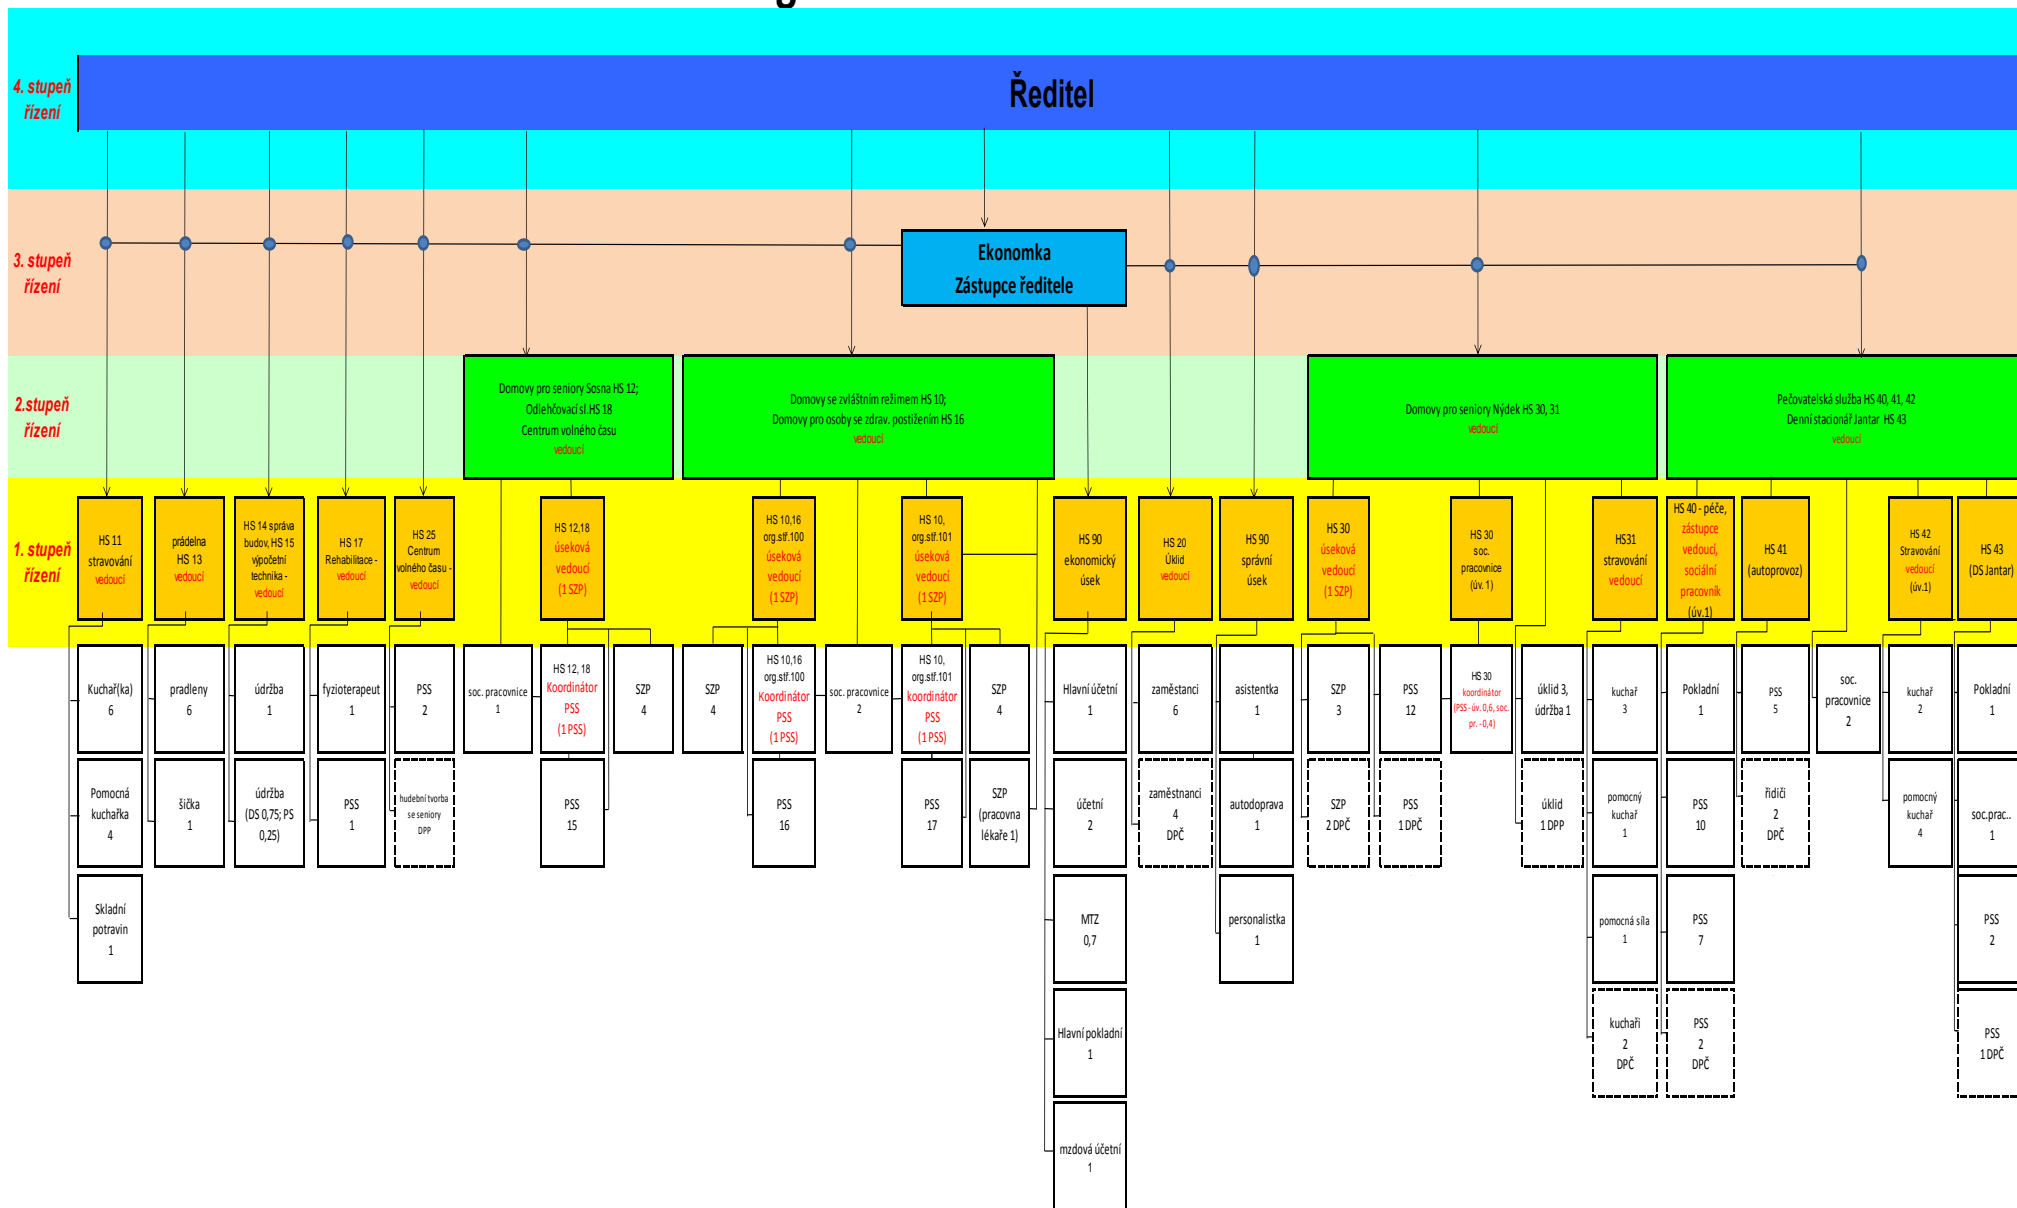 4. stupeň
řízení
Ředitel
3. stupeň
řízení
Ekonomka
Zástupce ředitele
2.stupeň
řízení
Domovy pro seniory Sosna HS 12;
Odlehčovací sl.HS 18
Centrum volného času
vedoucí
Domovy se zvláštním režimem HS 10;
Domovy pro osoby se zdrav. postižením HS 16
vedoucí
Domovy pro seniory Nýdek HS 30, 31
vedoucí
Pečovatelská služba HS 40, 41, 42
Denní stacionář Jantar HS 43
vedoucí
1. stupeň
řízení
HS 11
stravování
vedoucí
prádelna
HS 13
vedoucí
HS 14 správa
budov, HS 15
výpočetní
technika -
vedoucí
HS 17
Rehabilitace -
vedoucí
HS 25
Centrum
volného času -
vedoucí
HS 12,18
úseková
vedoucí
(1 SZP)
HS 10,16
org.stř.100
úseková
vedoucí
(1 SZP)
HS 10,
org.stř.101
úseková
vedoucí
(1 SZP)
HS 90
ekonomický
úsek
HS 20
Úklid
vedoucí
HS 90
správní
úsek
HS 30
úseková
vedoucí
(1 SZP)
HS 30
soc.
pracovnice
(úv. 1)
HS31
stravování
vedoucí
HS 40 - péče,
zástupce
vedoucí,
sociální
pracovník
(úv.1)
HS 41
(autoprovoz)
HS 42
Stravování
vedoucí
(úv.1)
HS 43
(DS Jantar)
Kuchař(ka)
6
pradleny
6
údržba
1
fyzioterapeut
1
PSS
2
soc. pracovnice
1
HS 12, 18
Koordinátor
PSS
(1 PSS)
SZP
4
SZP
4
HS 10,16
org.stř.100
Koordinátor
PSS
(1 PSS)
soc. pracovnice
2
HS 10,
org.stř.101
koordinátor
PSS
(1 PSS)
SZP
4
Hlavní účetní
1
zaměstanci
6
asistentka
1
SZP
3
PSS
12
HS 30
koordinátor
(PSS - úv. 0,6, soc.
pr. - 0,4)
úklid 3,
údržba 1
kuchař
3
Pokladní
1
PSS
5
soc.
pracovnice
2
kuchař
2
Pokladní
1
Pomocná
kuchařka
4
šička
1
údržba
(DS 0,75; PS
0,25)
PSS
1
hudební tvorba
se seniory
DPP
PSS
15
PSS
16
PSS
17
SZP
(pracovna
lékaře 1)
účetní
2
zaměstnanci
4
DPČ
autodoprava
1
SZP
2 DPČ
PSS
1 DPČ
úklid
1 DPP
pomocný
kuchař
1
PSS
10
řidiči
2
DPČ
pomocný
kuchař
4
soc.prac..
1
Skladní
potravin
1
MTZ
0,7
personalistka
1
pomocná síla
1
PSS
7
PSS
2
Hlavní pokladní
1
kuchaři
2
DPČ
PSS
2
DPČ
PSS
1 DPČ
mzdová účetní
1